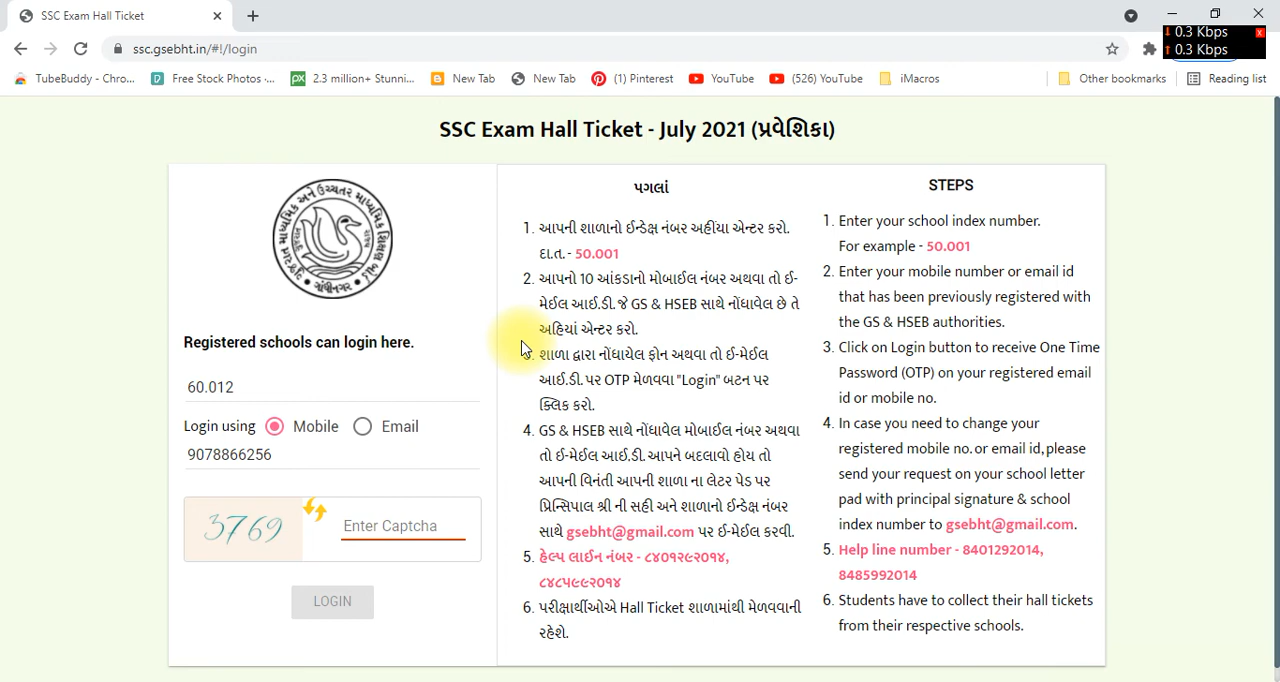 SSC Exam Hall Ticket
ssc.gsebht.in/#!/login
0.3 Kbps
0.3 Kbps
TubeBuddy - Chro...
Free Stock Photos ·...
2.3 million+ Stunni...
New Tab
New Tab
(1) Pinterest
YouTube
(526) YouTube
iMacros
Other bookmarks
Reading list
SSC Exam Hall Ticket - July 2021 (પ્રવેશિકા)
Registered schools can login here.
60.012
Login using Mobile Email
9078866256
3769
Enter Captcha
LOGIN
પગલાં
1. આપની શાળાનો ઈન્ડેક્ષ નંબર અહીંયા એન્ટર કરો.
દા.ત. - 50.001
2. આપનો 10 આંકડાનો મોબાઈલ નંબર અથવા તો ઈ-
મેઈલ આઈ.ડી. જે GS & HSEB સાથે નોંધાવેલ છે તે
અહિયાં એન્ટર કરો.
શાળા દ્વારા નોંધાયેલ ફોન અથવા તો ઈ-મેઈલ
આઈ.ડી. પર OTP મેળવવા "Login" બટન પર
ક્લિક કરો.
4. GS & HSEB સાથે નોંધાવેલ મોબાઈલ નંબર અથવા
તો ઈ-મેઈલ આઈ.ડી. આપને બદલાવો હોય તો
આપની વિનંતી આપની શાળા ના લેટર પેડ પર
પ્રિન્સિપાલ શ્રી ની સહી અને શાળાનો ઈન્ડેક્ષ નંબર
સાથે gsebht@gmail.com પર ઈ-મેઈલ કરવી.
5. હેલ્પ લાઈન નંબર - ૮૪૦૧૨૯૨૦૧૪,
૮૪૮૫૯૯૨૦૧૪
6. પરીક્ષાર્થીઓએ Hall Ticket શાળામાંથી મેળવવાની
રહેશે.
STEPS
1. Enter your school index number.
For example - 50.001
2. Enter your mobile number or email id
that has been previously registered with
the GS & HSEB authorities.
3. Click on Login button to receive One Time
Password (OTP) on your registered email
id or mobile no.
4. In case you need to change your
registered mobile no. or email id, please
send your request on your school letter
pad with principal signature & school
index number to gsebht@gmail.com.
5. Help line number - 8401292014,
8485992014
6. Students have to collect their hall tickets
from their respective schools.